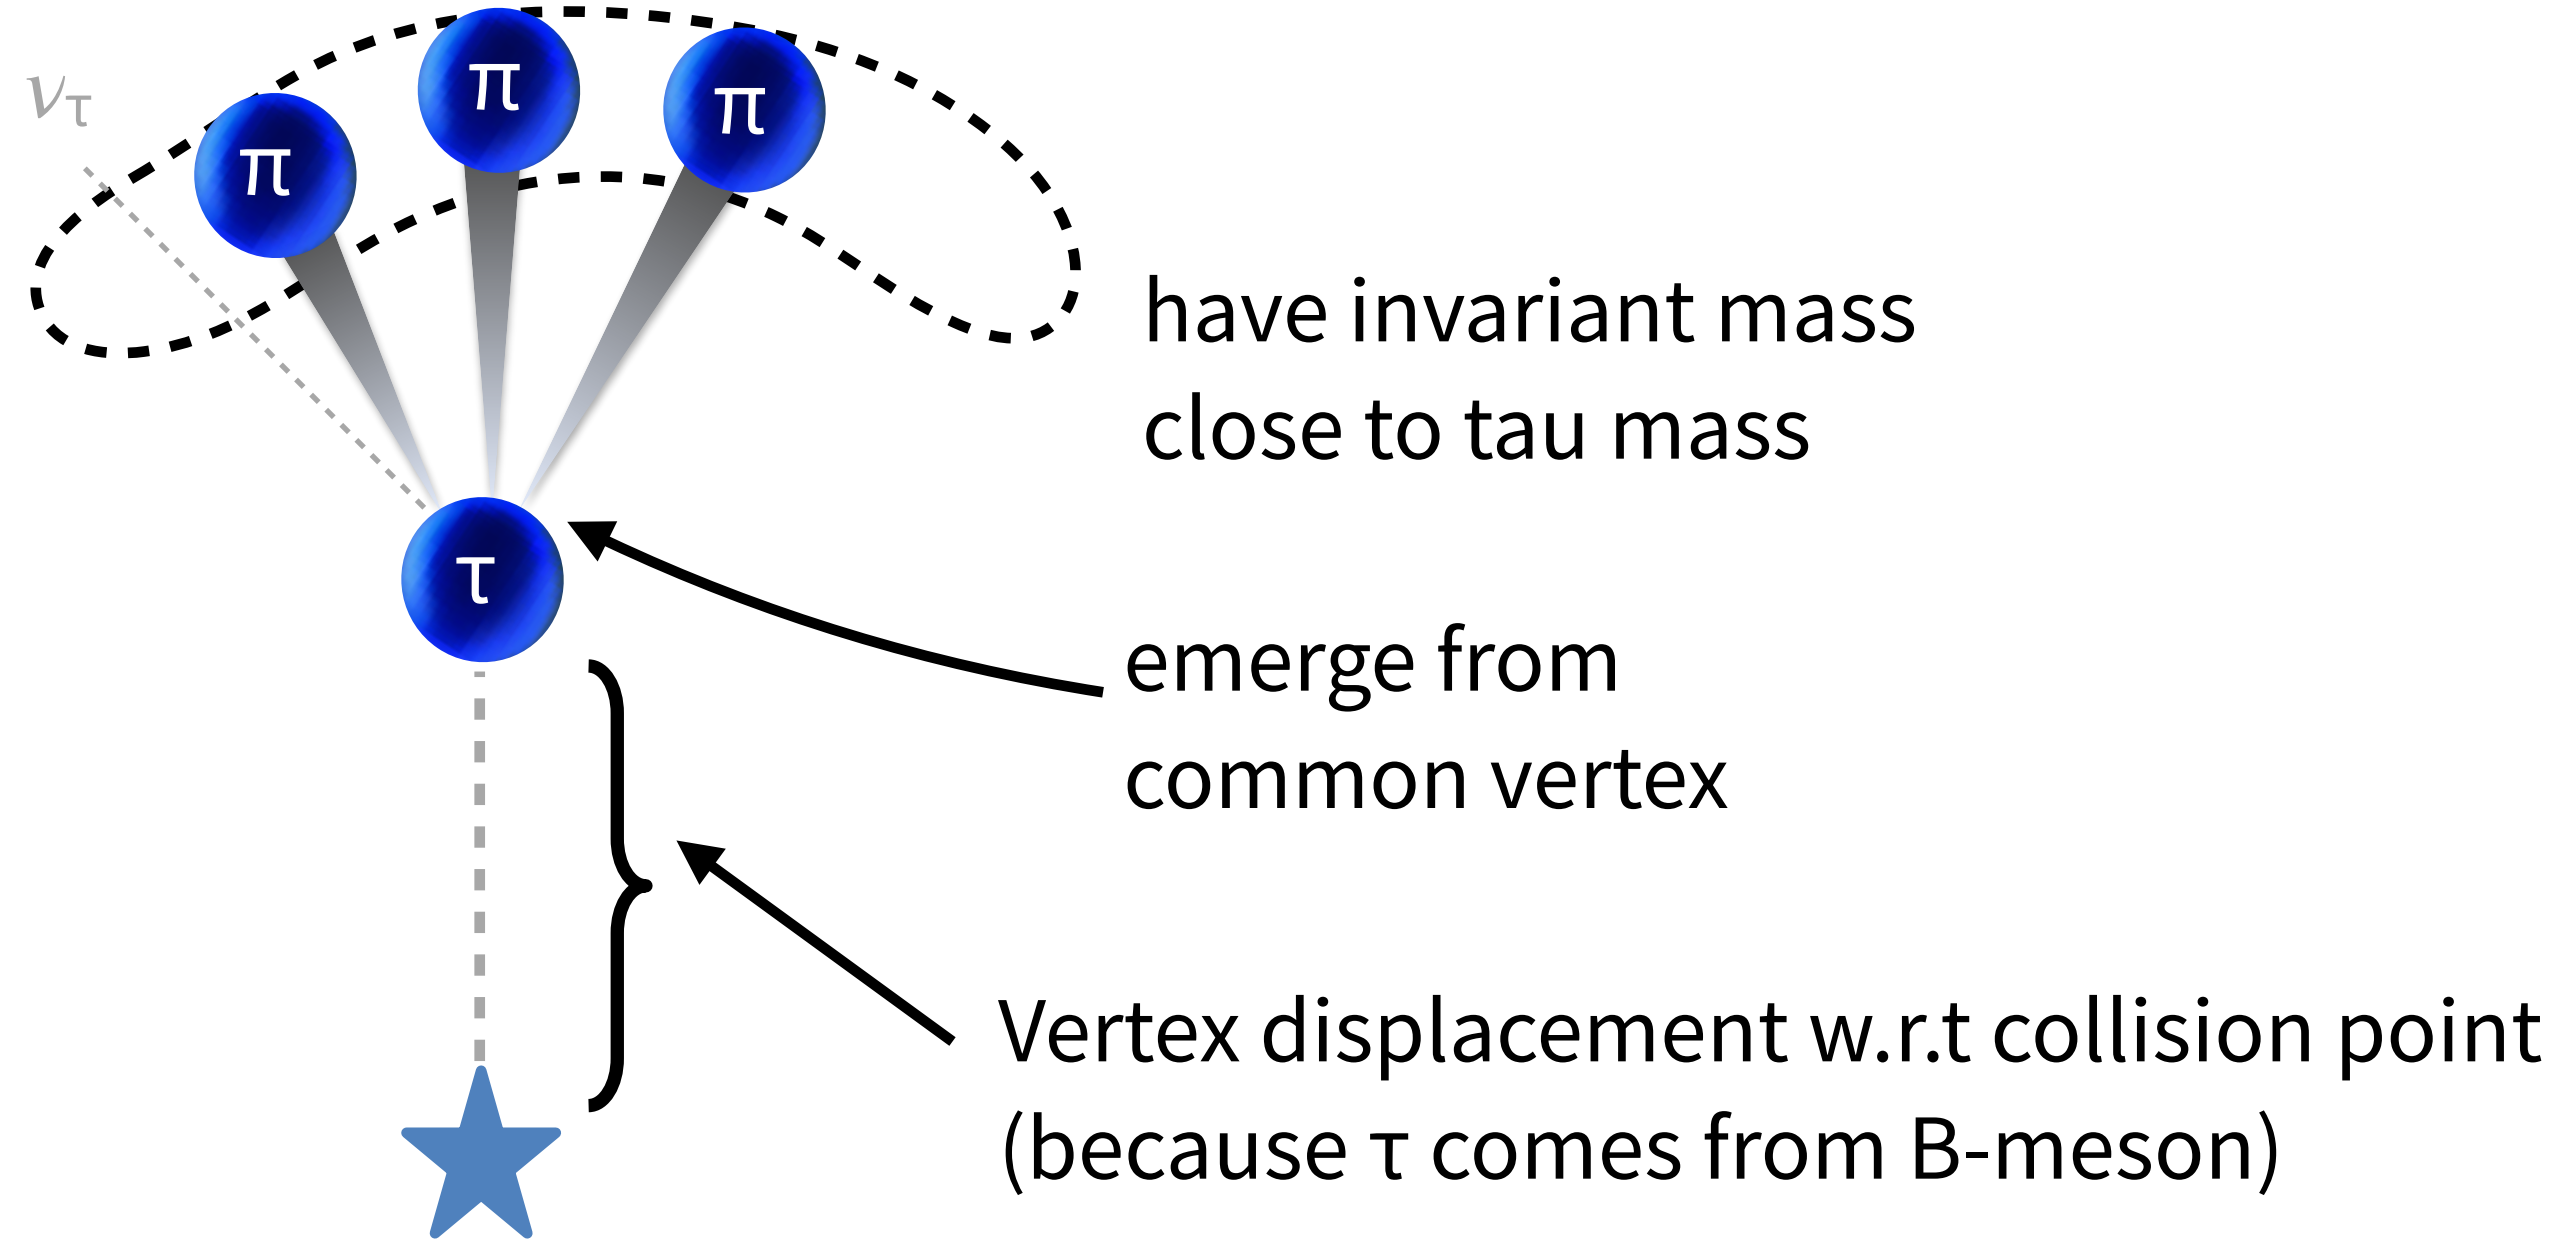 π
π
π
ντ
have invariant mass
close to tau mass
τ
emerge from
common vertex
Vertex displacement w.r.t collision point
(because τ comes from B-meson)